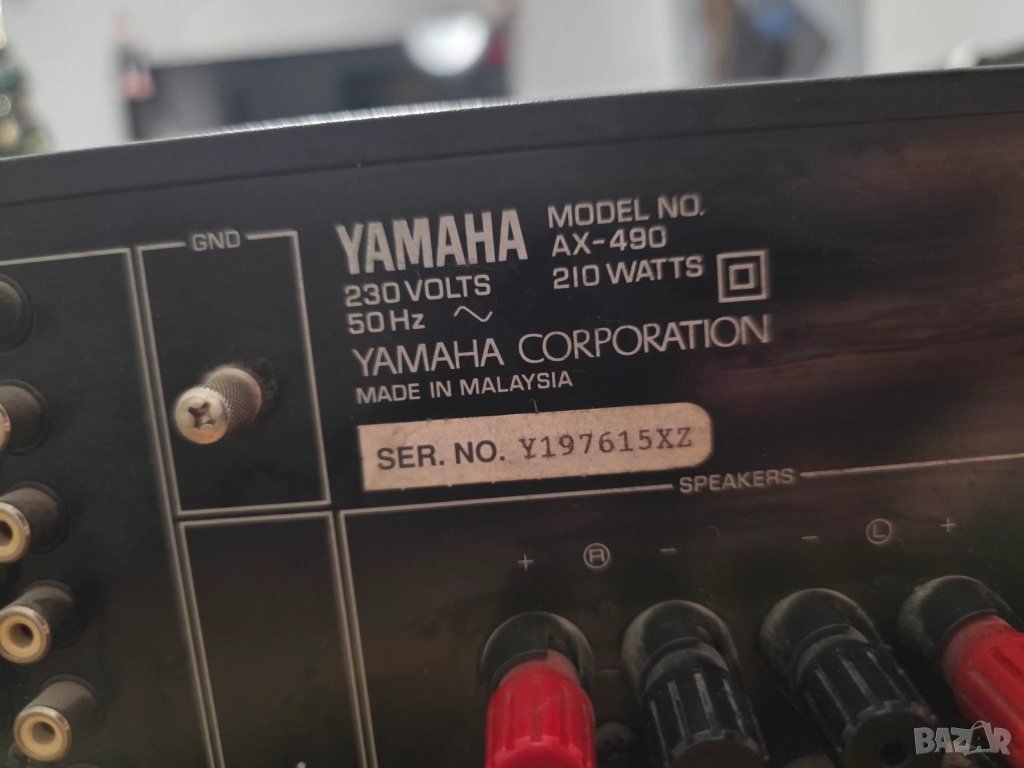 GND
YAMAHA
MODEL NO.
AX-490
230 VOLTS
210 WATTS
50 Hz ~
YAMAHA CORPORATION
MADE IN MALAYSIA
SER. NO. Y197615XZ
SPEAKERS
+ R - - L +
BAZAR